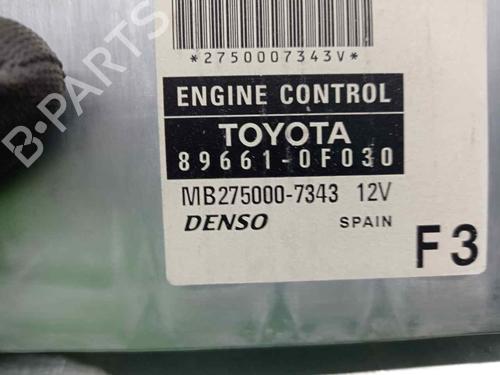 *2750007343V*
ENGINE CONTROL
TOYOTA
89661-0F030
MB275000-7343 12V
DENSO SPAIN
F3
B-PARTS